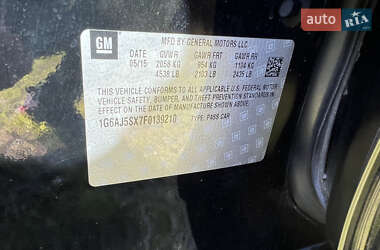 auto.RIA
GM
MFD BY GENERAL MOTORS LLC
DATE GVWR GAWR FRT GAWR RR
05/15 2058 KG 954 KG 1104 KG
4538 LB 2103 LB 2435 LB
THIS VEHICLE CONFORMS TO ALL APPLICABLE U.S. FEDERAL MOTOR
VEHICLE SAFETY, BUMPER, AND THEFT PREVENTION STANDARDS IN
EFFECT ON THE DATE OF MANUFACTURE SHOWN ABOVE.
1G6AJ5SX7F0139210 TYPE: PASS CAR